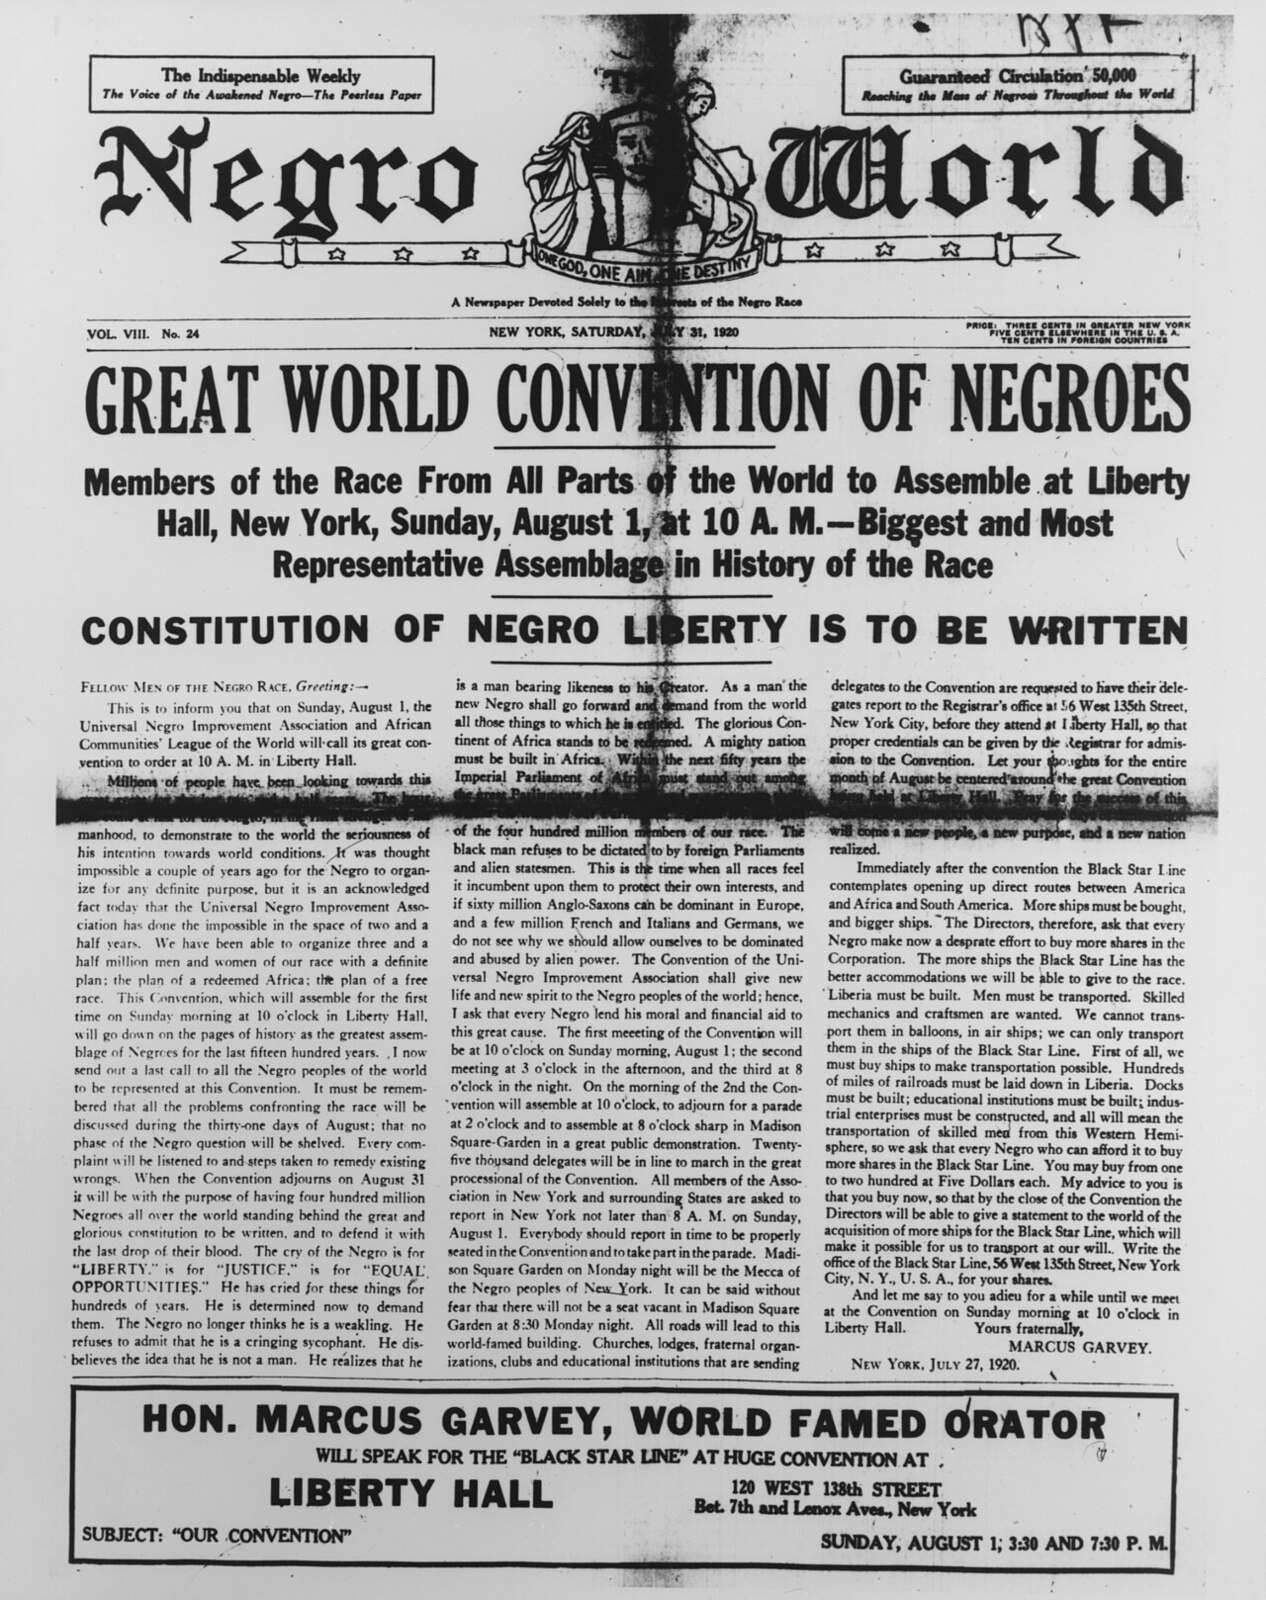 The Indispensable Weekly
The Voice of the Awakened Negro—The Peerless Paper
Guaranteed Circulation 50,000
Reaching the Mass of Negroes Throughout the World
Negro World
ONE GOD, ONE AIM, ONE DESTINY
A Newspaper Devoted Solely to the Interests of the Negro Race
VOL. VIII. No. 24
NEW YORK, SATURDAY, JULY 31, 1920
PRICE: THREE CENTS IN GREATER NEW YORK
FIVE CENTS ELSEWHERE IN THE U. S. A.
TEN CENTS IN FOREIGN COUNTRIES
GREAT WORLD CONVENTION OF NEGROES
Members of the Race From All Parts of the World to Assemble at Liberty
Hall, New York, Sunday, August 1, at 10 A. M.—Biggest and Most
Representative Assemblage in History of the Race
CONSTITUTION OF NEGRO LIBERTY IS TO BE WRITTEN
FELLOW MEN OF THE NEGRO RACE, Greeting:—
This is to inform you that on Sunday, August 1, the
Universal Negro Improvement Association and African
Communities' League of the World will call its great con-
vention to order at 10 A. M. in Liberty Hall.
Millions of people have been looking towards this
manhood, to demonstrate to the world the seriousness of
his intention towards world conditions. It was thought
impossible a couple of years ago for the Negro to organ-
ize for any definite purpose, but it is an acknowledged
fact today that the Universal Negro Improvement Asso-
ciation has done the impossible in the space of two and a
half years. We have been able to organize three and a
half million men and women of our race with a definite
plan; the plan of a redeemed Africa; the plan of a free
race. This Convention, which will assemble for the first
time on Sunday morning at 10 o'clock in Liberty Hall,
will go down on the pages of history as the greatest assem-
blage of Negroes for the last fifteen hundred years. I now
send out a last call to all the Negro peoples of the world
to be represented at this Convention. It must be remem-
bered that all the problems confronting the race will be
discussed during the thirty-one days of August; that no
phase of the Negro question will be shelved. Every com-
plaint will be listened to and steps taken to remedy existing
wrongs. When the Convention adjourns on August 31
it will be with the purpose of having four hundred million
Negroes all over the world standing behind the great and
glorious constitution to be written, and to defend it with
the last drop of their blood. The cry of the Negro is for
"LIBERTY," is for "JUSTICE," is for "EQUAL
OPPORTUNITIES." He has cried for these things for
hundreds of years. He is determined now to demand
them. The Negro no longer thinks he is a weakling. He
refuses to admit that he is a cringing sycophant. He dis-
believes the idea that he is not a man. He realizes that he
is a man bearing likeness to his Creator. As a man the
new Negro shall go forward and demand from the world
all those things to which he is entitled. The glorious Con-
tinent of Africa stands to be redeemed. A mighty nation
must be built in Africa. Within the next fifty years the
Imperial Parliament of Africa must stand out among
the great Parliaments of
of the four hundred million members of our race. The
black man refuses to be dictated to by foreign Parliaments
and alien statesmen. This is the time when all races feel
it incumbent upon them to protect their own interests, and
if sixty million Anglo-Saxons can be dominant in Europe,
and a few million French and Italians and Germans, we
do not see why we should allow ourselves to be dominated
and abused by alien power. The Convention of the Uni-
versal Negro Improvement Association shall give new
life and new spirit to the Negro peoples of the world; hence,
I ask that every Negro lend his moral and financial aid to
this great cause. The first meeeting of the Convention will
be at 10 o'clock on Sunday morning, August 1; the second
meeting at 3 o'clock in the afternoon, and the third at 8
o'clock in the night. On the morning of the 2nd the Con-
vention will assemble at 10 o'clock, to adjourn for a parade
at 2 o'clock and to assemble at 8 o'clock sharp in Madison
Square-Garden in a great public demonstration. Twenty-
five thousand delegates will be in line to march in the great
processional of the Convention. All members of the Asso-
ciation in New York and surrounding States are asked to
report in New York not later than 8 A. M. on Sunday,
August 1. Everybody should report in time to be properly
seated in the Convention and to take part in the parade. Madi-
son Square Garden on Monday night will be the Mecca of
the Negro peoples of New York. It can be said without
fear that there will not be a seat vacant in Madison Square
Garden at 8:30 Monday night. All roads will lead to this
world-famed building. Churches, lodges, fraternal organ-
izations, clubs and educational institutions that are sending
delegates to the Convention are requested to have their dele-
gates report to the Registrar's office at 56 West 135th Street,
New York City, before they attend at Liberty Hall, so that
proper credentials can be given by the Registrar for admis-
sion to the Convention. Let your thoughts for the entire
month of August be centered around the great Convention
being held at Liberty Hall. Pray for the success of this
will come a new people, a new purpose, and a new nation
realized.
Immediately after the convention the Black Star Line
contemplates opening up direct routes between America
and Africa and South America. More ships must be bought,
and bigger ships. The Directors, therefore, ask that every
Negro make now a desprate effort to buy more shares in the
Corporation. The more ships the Black Star Line has the
better accommodations we will be able to give to the race.
Liberia must be built. Men must be transported. Skilled
mechanics and craftsmen are wanted. We cannot trans-
port them in balloons, in air ships; we can only transport
them in the ships of the Black Star Line. First of all, we
must buy ships to make transportation possible. Hundreds
of miles of railroads must be laid down in Liberia. Docks
must be built; educational institutions must be built; indus-
trial enterprises must be constructed, and all will mean the
transportation of skilled men from this Western Hemi-
sphere, so we ask that every Negro who can afford it to buy
more shares in the Black Star Line. You may buy from one
to two hundred at Five Dollars each. My advice to you is
that you buy now, so that by the close of the Convention the
Directors will be able to give a statement to the world of the
acquisition of more ships for the Black Star Line, which will
make it possible for us to transport at our will. Write the
office of the Black Star Line, 56 West 135th Street, New York
City, N. Y., U. S. A., for your shares.
And let me say to you adieu for a while until we meet
at the Convention on Sunday morning at 10 o'clock in
Liberty Hall. Yours fraternally,
MARCUS GARVEY.
NEW YORK, JULY 27, 1920.
HON. MARCUS GARVEY, WORLD FAMED ORATOR
WILL SPEAK FOR THE "BLACK STAR LINE" AT HUGE CONVENTION AT
LIBERTY HALL
120 WEST 138th STREET
Bet. 7th and Lenox Aves., New York
SUBJECT: "OUR CONVENTION"
SUNDAY, AUGUST 1, 3:30 AND 7:30 P. M.